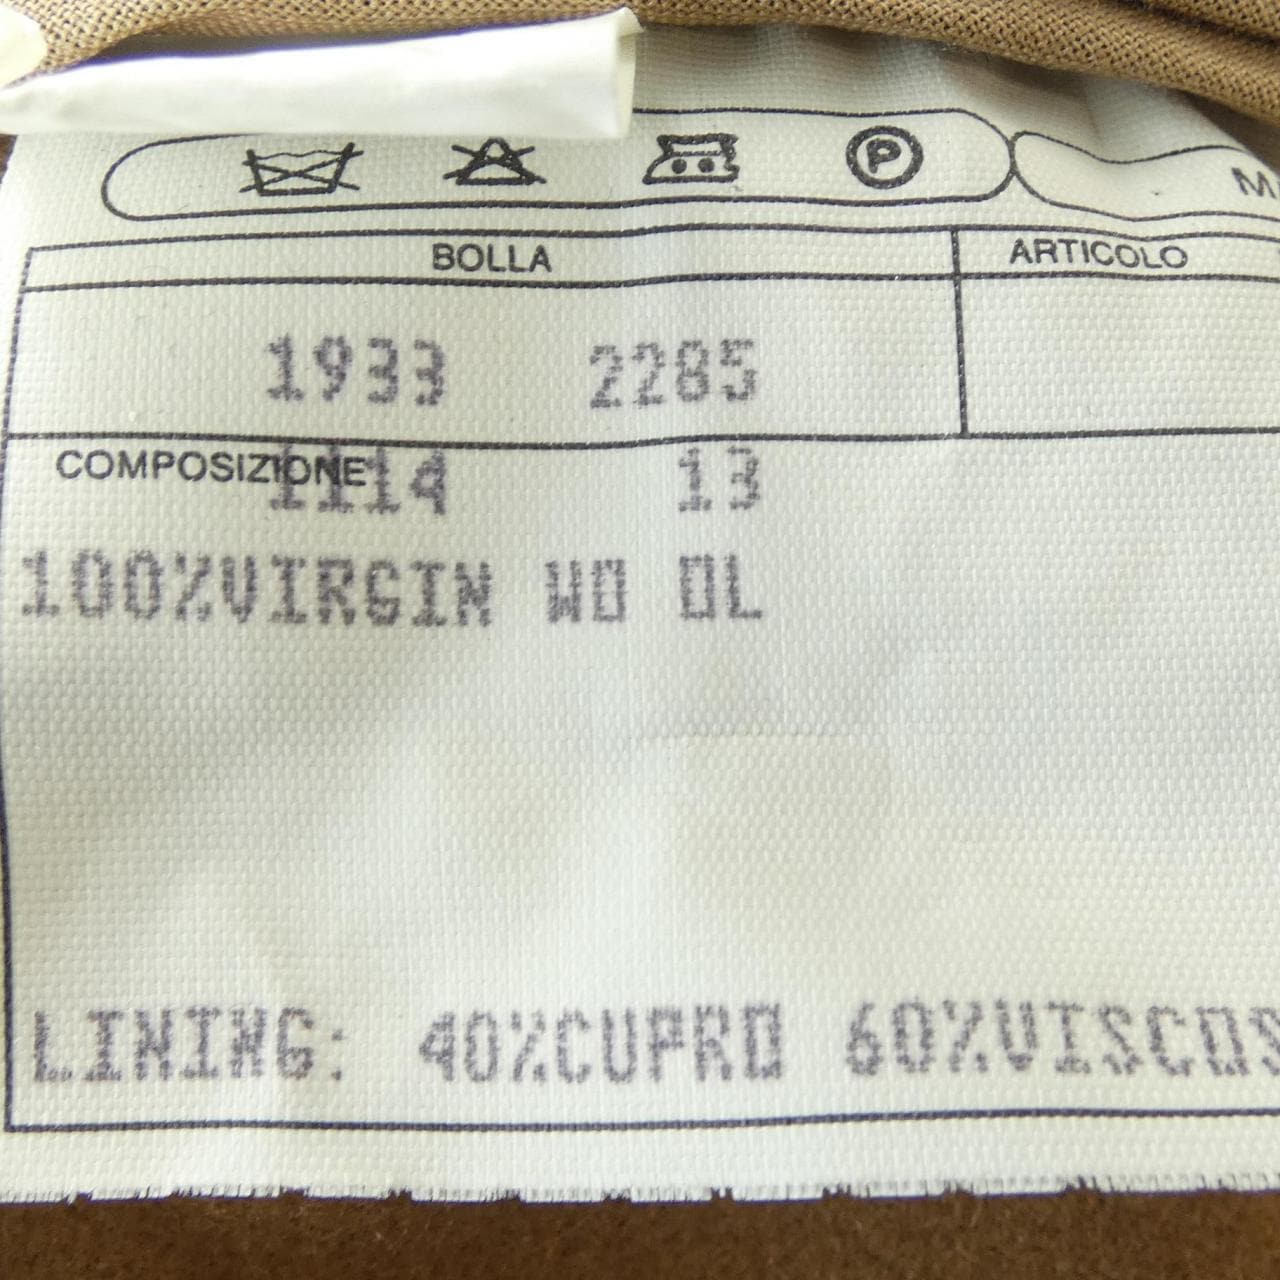 P
M
BOLLA ARTICOLO
1933 2285
COMPOSIZIONE
1114 13
100%VIRGIN WO OL
LINING: 40%CUPRO 60%VISCOS